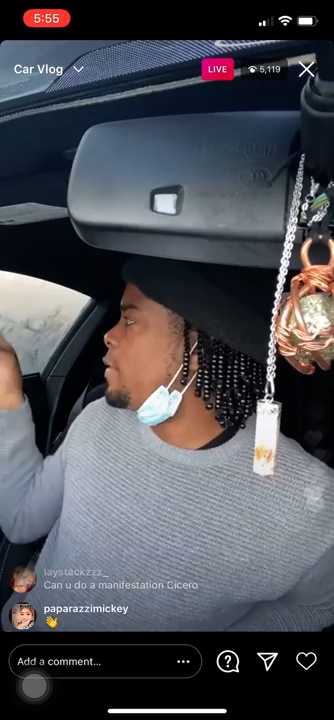 5:55
Car Vlog
LIVE
5,119
laystackzzz_
Can u do a manifestation Cicero
paparazzimickey
👋
Add a comment...